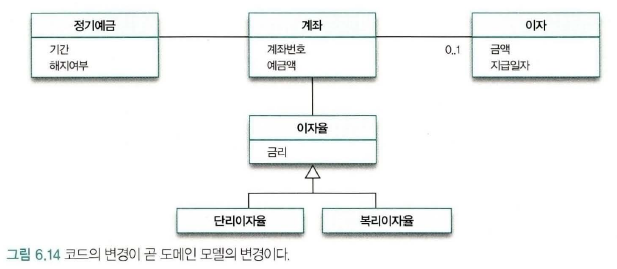 정기예금
계좌
이자
기간
해지여부
계좌번호
예금액
0..1
금액
지급일자
이자율
금리
단리이자율
복리이자율
그림 6.14 코드의 변경이 곧 도메인 모델의 변경이다.